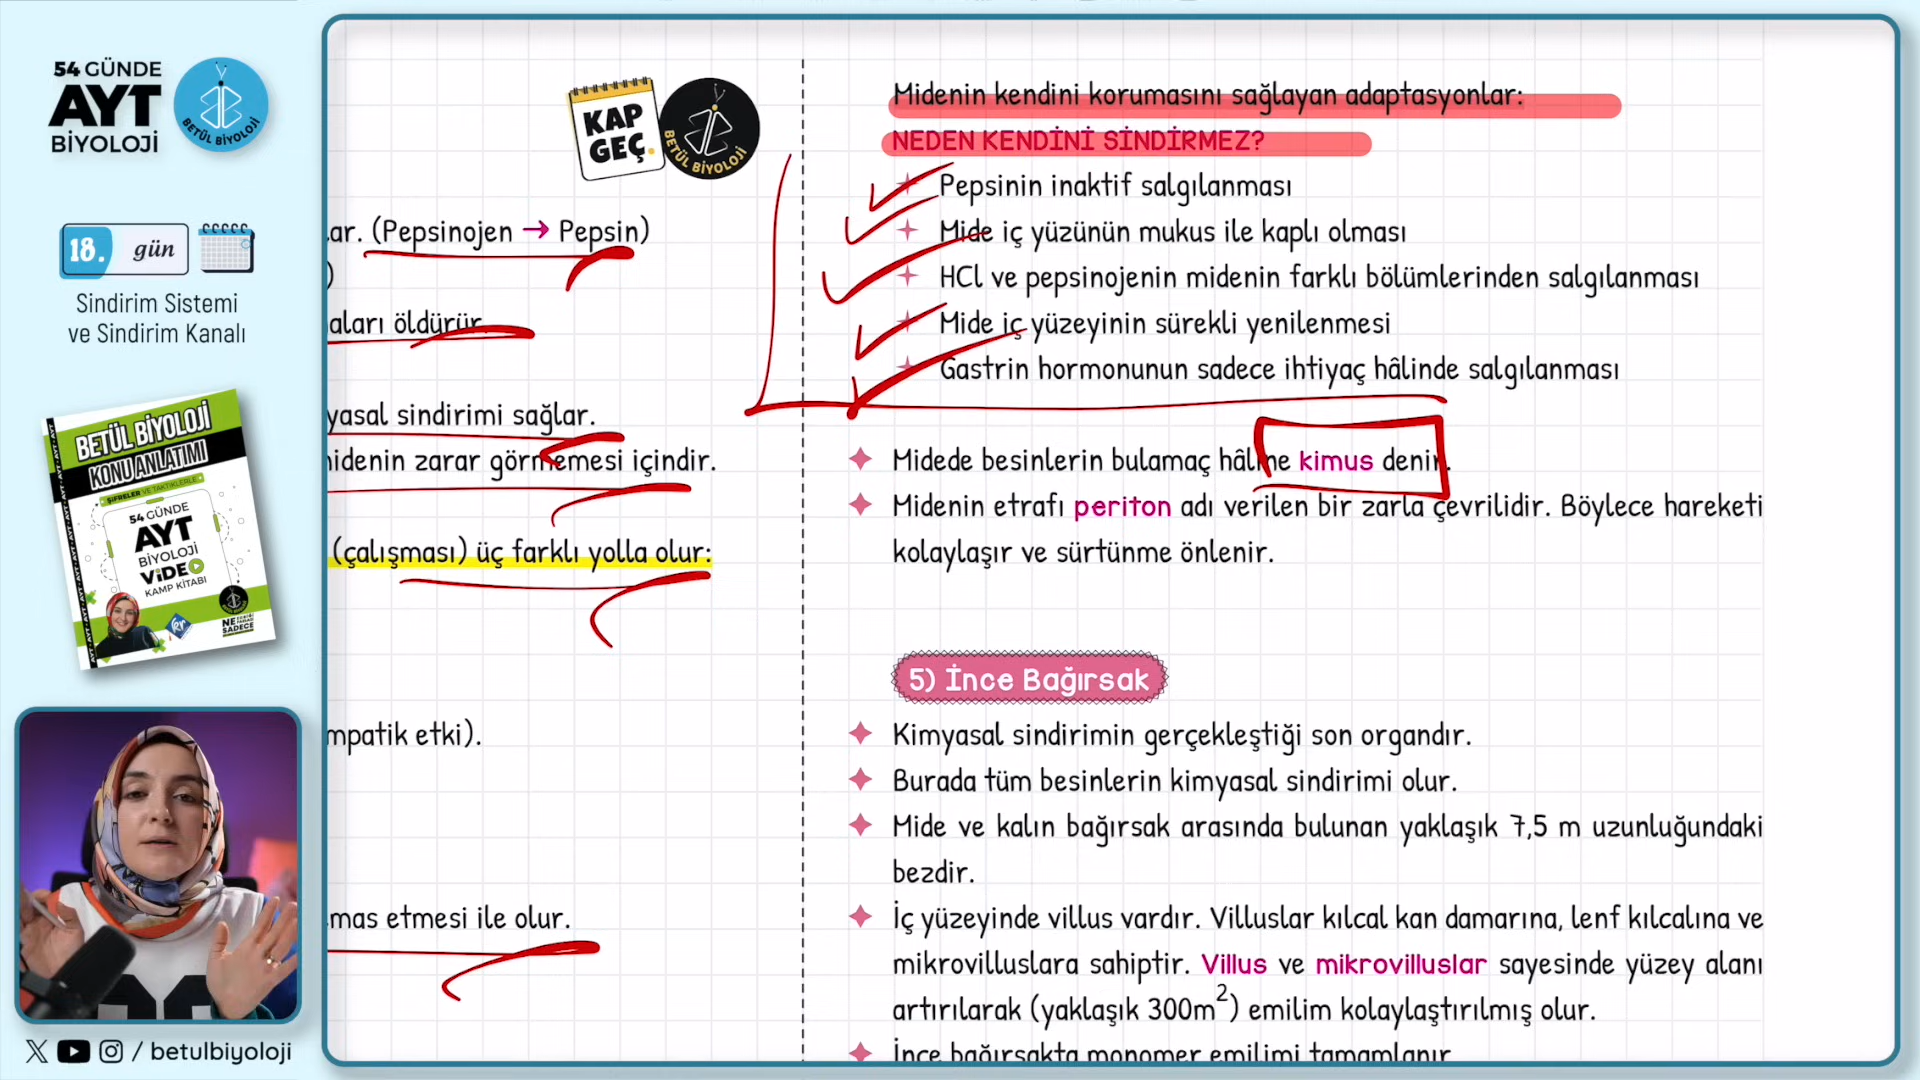 54 GÜNDE
AYT
BİYOLOJİ
BETÜL BİYOLOJİ
18. gün
Sindirim Sistemi
ve Sindirim Kanalı
BETÜL BİYOLOJİ
KONU ANLATIMI
ŞİFRELER VE TAKTİKLERLE
54 GÜNDE
AYT
BİYOLOJİ
VİDEO
KAMP KİTABI
/ betulbiyoloji
KAP
GEÇ.
BETÜL BİYOLOJİ
ar. (Pepsinojen → Pepsin)
)
aları öldürür.
yasal sindirimi sağlar.
midenin zarar görmemesi içindir.
(çalışması) üç farklı yolla olur:
mpatik etki).
mas etmesi ile olur.
Midenin kendini korumasını sağlayan adaptasyonlar:
NEDEN KENDİNİ SİNDİRMEZ?
Pepsinin inaktif salgılanması
Mide iç yüzünün mukus ile kaplı olması
HCl ve pepsinojenin midenin farklı bölümlerinden salgılanması
Mide iç yüzeyinin sürekli yenilenmesi
Gastrin hormonunun sadece ihtiyaç hâlinde salgılanması
Midede besinlerin bulamaç hâline kimus denir.
Midenin etrafı periton adı verilen bir zarla çevrilidir. Böylece hareketi
kolaylaşır ve sürtünme önlenir.
5) İnce Bağırsak
Kimyasal sindirimin gerçekleştiği son organdır.
Burada tüm besinlerin kimyasal sindirimi olur.
Mide ve kalın bağırsak arasında bulunan yaklaşık 7,5 m uzunluğundaki
bezdir.
İç yüzeyinde villus vardır. Villuslar kılcal kan damarına, lenf kılcalına ve
mikrovilluslara sahiptir. Villus ve mikrovilluslar sayesinde yüzey alanı
artırılarak (yaklaşık 300m²) emilim kolaylaştırılmış olur.
İnce bağırsakta monomer emilimi tamamlanır.